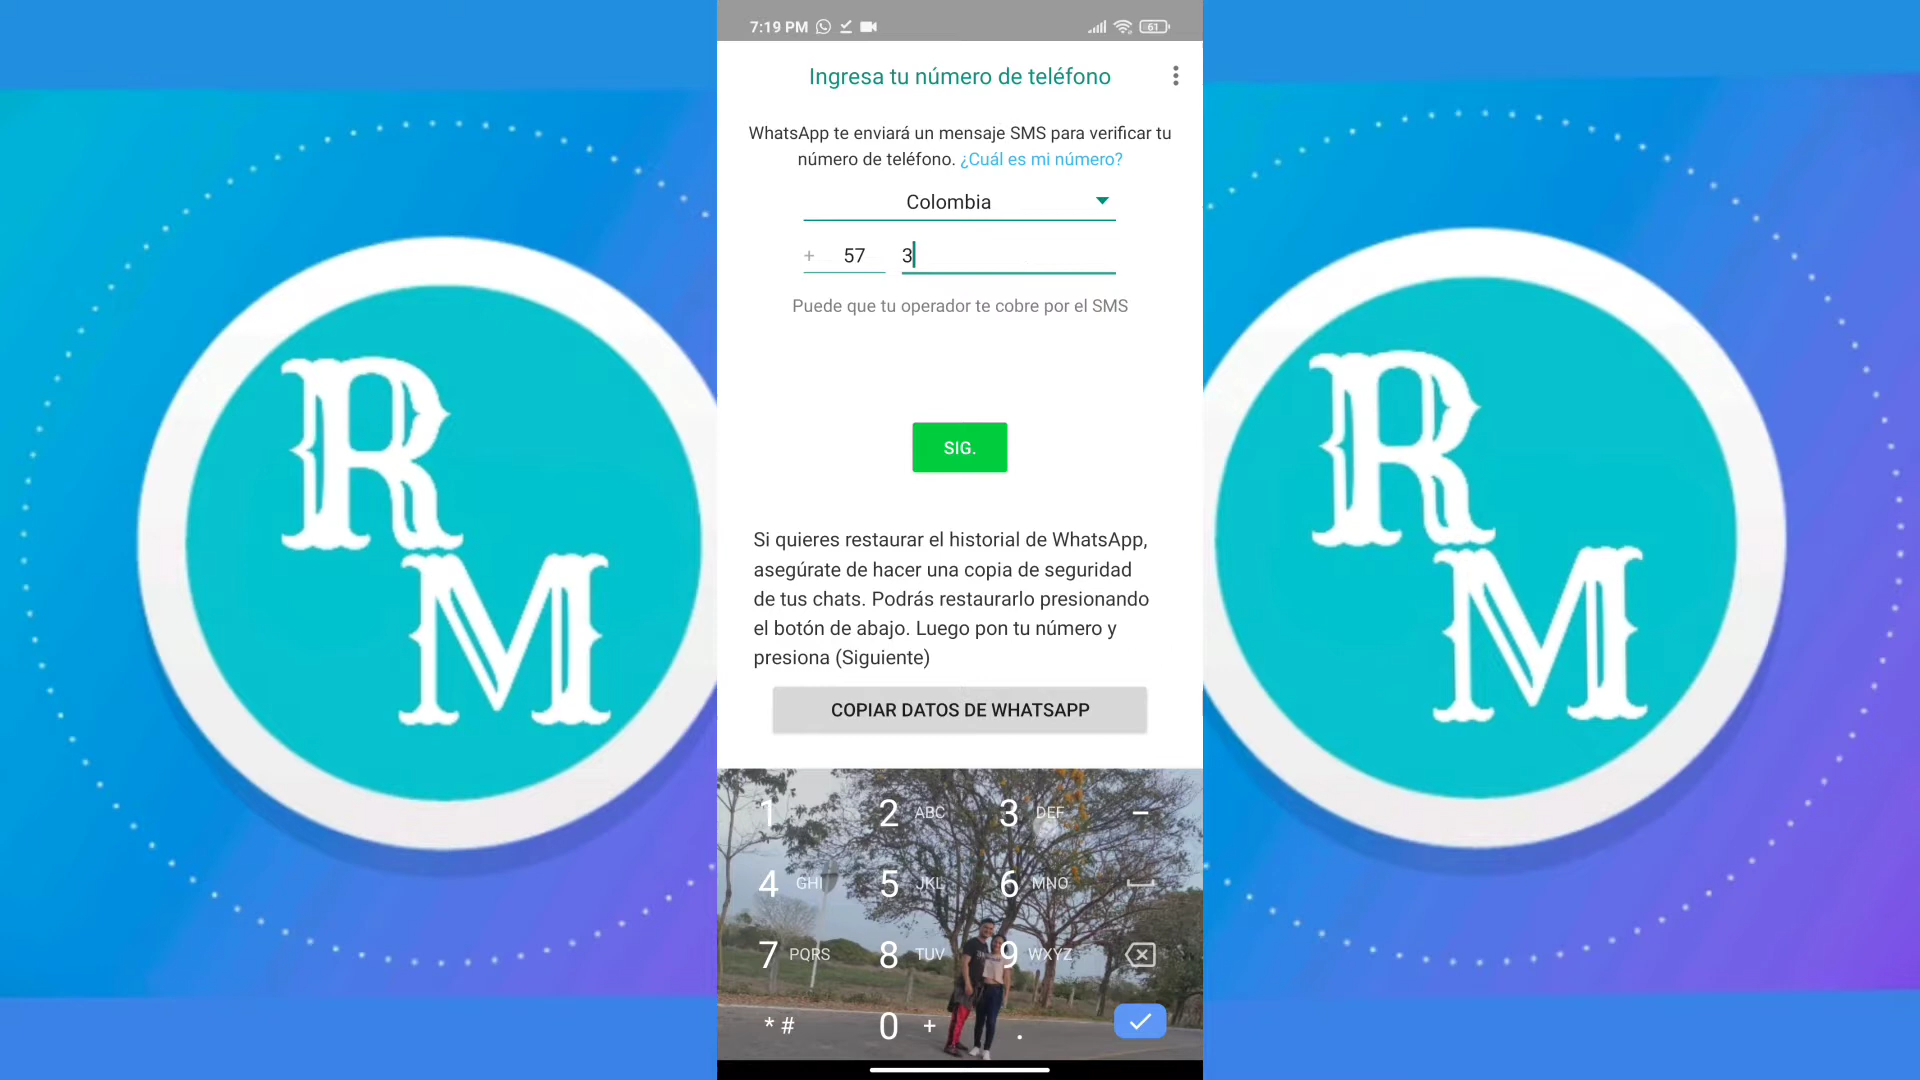 7:19 PM
61
Ingresa tu número de teléfono
WhatsApp te enviará un mensaje SMS para verificar tu
número de teléfono. ¿Cuál es mi número?
Colombia
+ 57 3
Puede que tu operador te cobre por el SMS
SIG.
Si quieres restaurar el historial de WhatsApp,
asegúrate de hacer una copia de seguridad
de tus chats. Podrás restaurarlo presionando
el botón de abajo. Luego pon tu número y
presiona (Siguiente)
COPIAR DATOS DE WHATSAPP
1 2 ABC 3 DEF -
4 GHI 5 JKL 6 MNO
7 PQRS 8 TUV 9 WXYZ
* # 0 + .
R
M
R
M